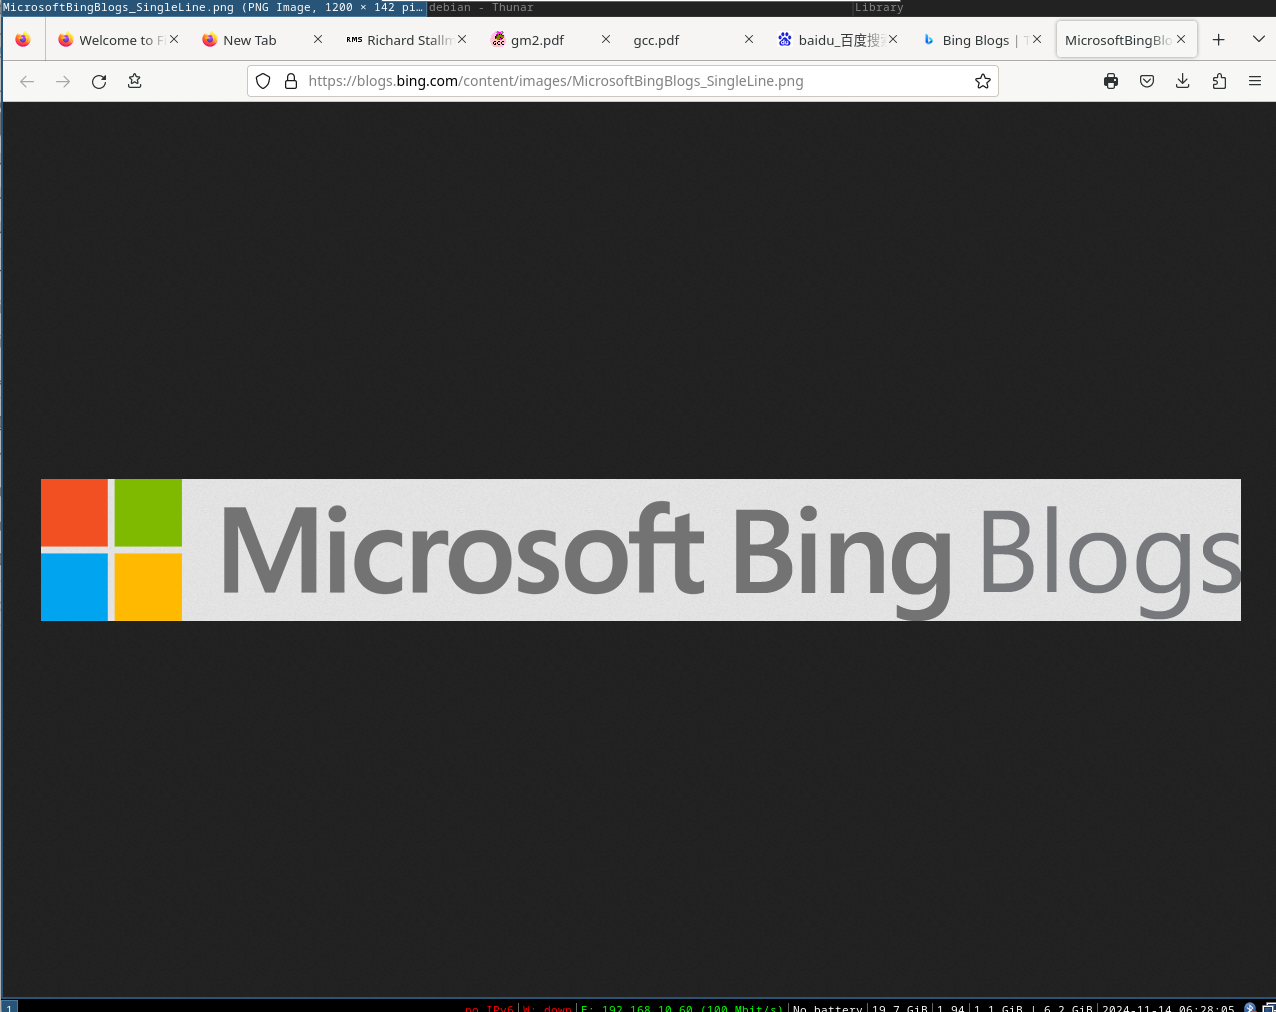 MicrosoftBingBlogs_SingleLine.png (PNG Image, 1200 × 142 pi…
debian - Thunar
Library
Welcome to Fi
New Tab
RMS Richard Stallm
gm2.pdf
gcc.pdf
baidu_百度搜索
Bing Blogs | T
MicrosoftBingBlo
https://blogs.bing.com/content/images/MicrosoftBingBlogs_SingleLine.png
Microsoft Bing Blogs
1
no IPv6|W: down|E: 192.168.10.60 (100 Mbit/s)|No battery|19.7 GiB|1.94|1.1 GiB | 6.2 GiB|2024-11-14 06:28:05